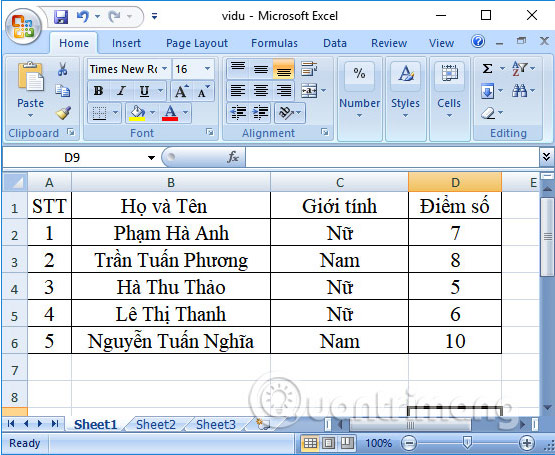 vidu - Microsoft Excel
Home Insert Page Layout Formulas Data Review View
Paste
Clipboard
Times New Ro 16
B I U A A
A
Font
Alignment
%
Number
A
Styles
Cells
Σ A Z
Editing
D9 fx
A B C D E
1 STT Họ và Tên Giới tính Điểm số
2 1 Phạm Hà Anh Nữ 7
3 2 Trần Tuấn Phương Nam 8
4 3 Hà Thu Thảo Nữ 5
5 4 Lê Thị Thanh Nữ 6
6 5 Nguyễn Tuấn Nghĩa Nam 10
7
8
Quantrimang
Sheet1 Sheet2 Sheet3
Ready 100%